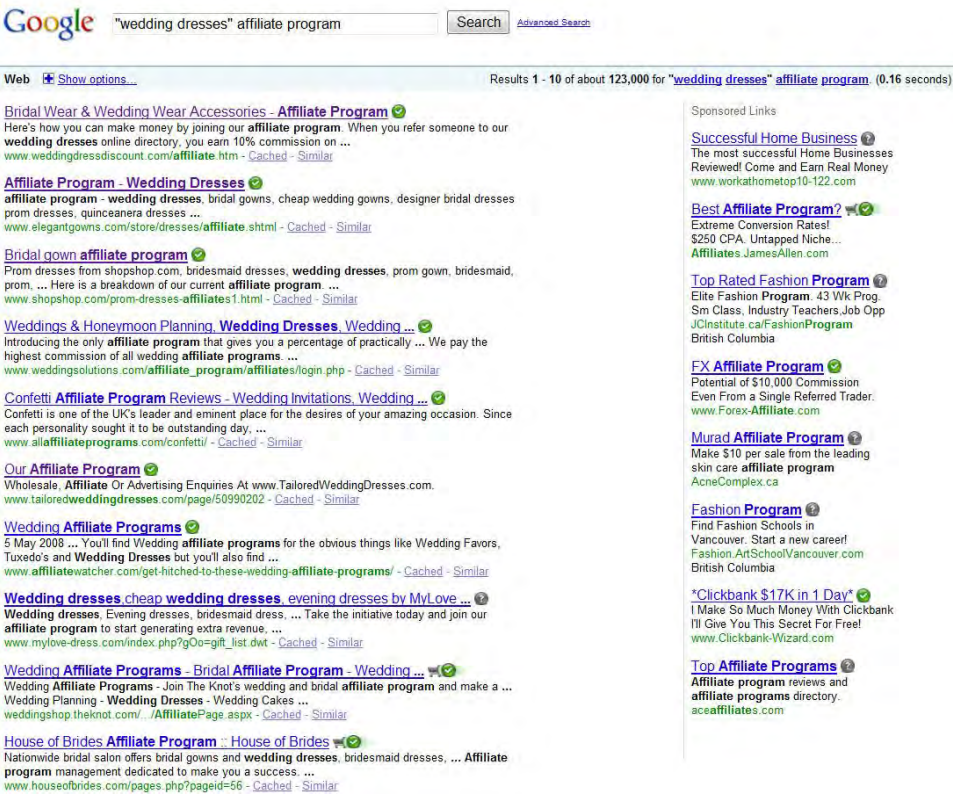 Google "wedding dresses" affiliate program Search Advanced Search
Web Show options... Results 1 - 10 of about 123,000 for "wedding dresses" affiliate program. (0.16 seconds)
Bridal Wear & Wedding Wear Accessories - Affiliate Program
Here's how you can make money by joining our affiliate program. When you refer someone to our
wedding dresses online directory, you earn 10% commission on ...
www.weddingdressdiscount.com/affiliate.htm - Cached - Similar
Affiliate Program - Wedding Dresses
affiliate program - wedding dresses, bridal gowns, cheap wedding gowns, designer bridal dresses
prom dresses, quinceanera dresses ...
www.elegantgowns.com/store/dresses/affiliate.shtml - Cached - Similar
Bridal gown affiliate program
Prom dresses from shopshop.com, bridesmaid dresses, wedding dresses, prom gown, bridesmaid,
prom, ... Here is a breakdown of our current affiliate program. ...
www.shopshop.com/prom-dresses-affiliates1.html - Cached - Similar
Weddings & Honeymoon Planning, Wedding Dresses, Wedding ...
Introducing the only affiliate program that gives you a percentage of practically ... We pay the
highest commission of all wedding affiliate programs. ...
www.weddingsolutions.com/affiliate_program/affiliates/login.php - Cached - Similar
Confetti Affiliate Program Reviews - Wedding Invitations, Wedding ...
Confetti is one of the UK's leader and eminent place for the desires of your amazing occasion. Since
each personality sought it to be outstanding day, ...
www.allaffiliateprograms.com/confetti/ - Cached - Similar
Our Affiliate Program
Wholesale, Affiliate Or Advertising Enquiries At www.TailoredWeddingDresses.com.
www.tailoredweddingdresses.com/page/50990202 - Cached - Similar
Wedding Affiliate Programs
5 May 2008 ... You'll find Wedding affiliate programs for the obvious things like Wedding Favors,
Tuxedo's and Wedding Dresses but you'll also find ...
www.affiliatewatcher.com/get-hitched-to-these-wedding-affiliate-programs/ - Cached - Similar
Wedding dresses,cheap wedding dresses, evening dresses by MyLove ...
Wedding dresses, Evening dresses, bridesmaid dress, ... Take the initiative today and join our
affiliate program to start generating extra revenue, ...
www.mylove-dress.com/index.php?gOo=gift_list.dwt - Cached - Similar
Wedding Affiliate Programs - Bridal Affiliate Program - Wedding ...
Wedding Affiliate Programs - Join The Knot's wedding and bridal affiliate program and make a ...
Wedding Planning - Wedding Dresses - Wedding Cakes ...
weddingshop.theknot.com/.../AffiliatePage.aspx - Cached - Similar
House of Brides Affiliate Program :: House of Brides
Nationwide bridal salon offers bridal gowns and wedding dresses, bridesmaid dresses, ... Affiliate
program management dedicated to make you a success. ...
www.houseofbrides.com/pages.php?pageid=56 - Cached - Similar
Sponsored Links
Successful Home Business
The most successful Home Businesses
Reviewed! Come and Earn Real Money
www.workathometop10-122.com
Best Affiliate Program?
Extreme Conversion Rates!
$250 CPA. Untapped Niche...
Affiliates.JamesAllen.com
Top Rated Fashion Program
Elite Fashion Program. 43 Wk Prog.
Sm Class, Industry Teachers,Job Opp
JCInstitute.ca/FashionProgram
British Columbia
FX Affiliate Program
Potential of $10,000 Commission
Even From a Single Referred Trader.
www.Forex-Affiliate.com
Murad Affiliate Program
Make $10 per sale from the leading
skin care affiliate program
AcneComplex.ca
Fashion Program
Find Fashion Schools in
Vancouver. Start a new career!
Fashion.ArtSchoolVancouver.com
British Columbia
*Clickbank $17K in 1 Day*
I Make So Much Money With Clickbank
I'll Give You This Secret For Free!
www.Clickbank-Wizard.com
Top Affiliate Programs
Affiliate program reviews and
affiliate programs directory.
aceaffiliates.com